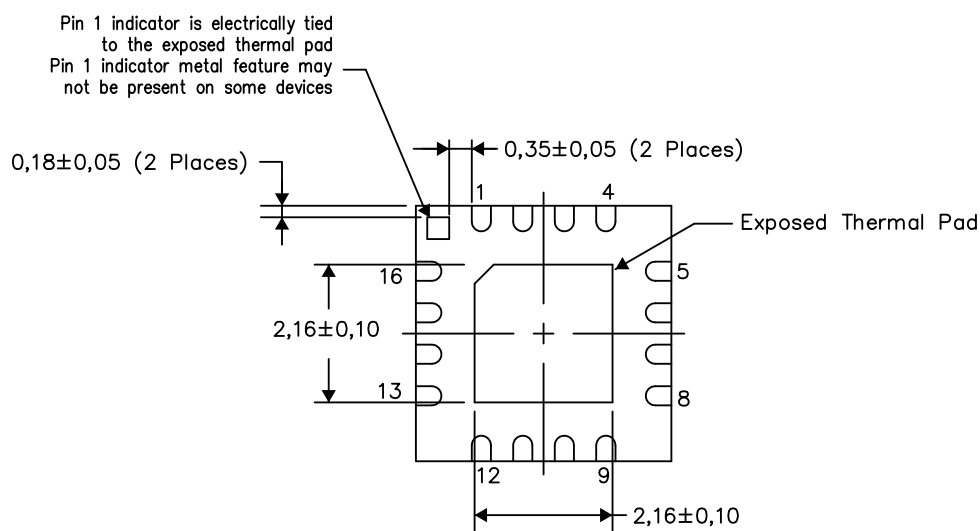 Pin 1 indicator is electrically tied
to the exposed thermal pad
Pin 1 indicator metal feature may
not be present on some devices
0,18±0,05 (2 Places)
0,35±0,05 (2 Places)
1
4
Exposed Thermal Pad
16
5
2,16±0,10
13
8
12
9
2,16±0,10